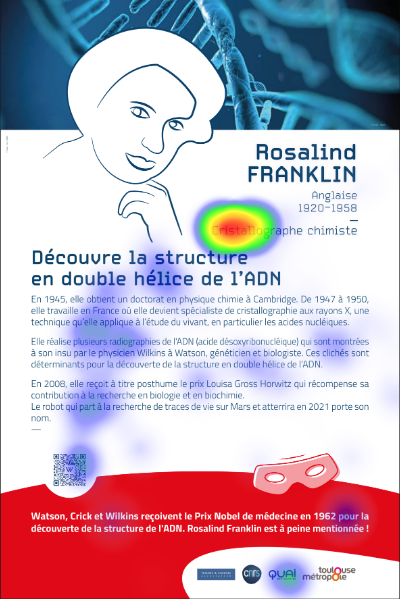 Rosalind
FRANKLIN
Anglaise
1920-1958
Cristallographe chimiste
Découvre la structure
en double hélice de l'ADN
En 1945, elle obtient un doctorat en physique chimie à Cambridge. De 1947 à 1950,
elle travaille en France où elle devient spécialiste de cristallographie aux rayons X, une
technique qu'elle applique à l'étude du vivant, en particulier les acides nucléiques.
Elle réalise plusieurs radiographies de l'ADN (acide désoxyribonucléique) qui sont montrées
à son insu par le physicien Wilkins à Watson, généticien et biologiste. Ces clichés sont
déterminants pour la découverte de la structure en double hélice de l'ADN.
En 2008, elle reçoit à titre posthume le prix Louisa Gross Horwitz qui récompense sa
contribution à la recherche en biologie et en biochimie.
Le robot qui part à la recherche de traces de vie sur Mars et atterrira en 2021 porte son
nom.
Watson, Crick et Wilkins reçoivent le Prix Nobel de médecine en 1962 pour la
découverte de la structure de l'ADN. Rosalind Franklin est à peine mentionnée !
cnrs
QUAI
toulouse
métropole